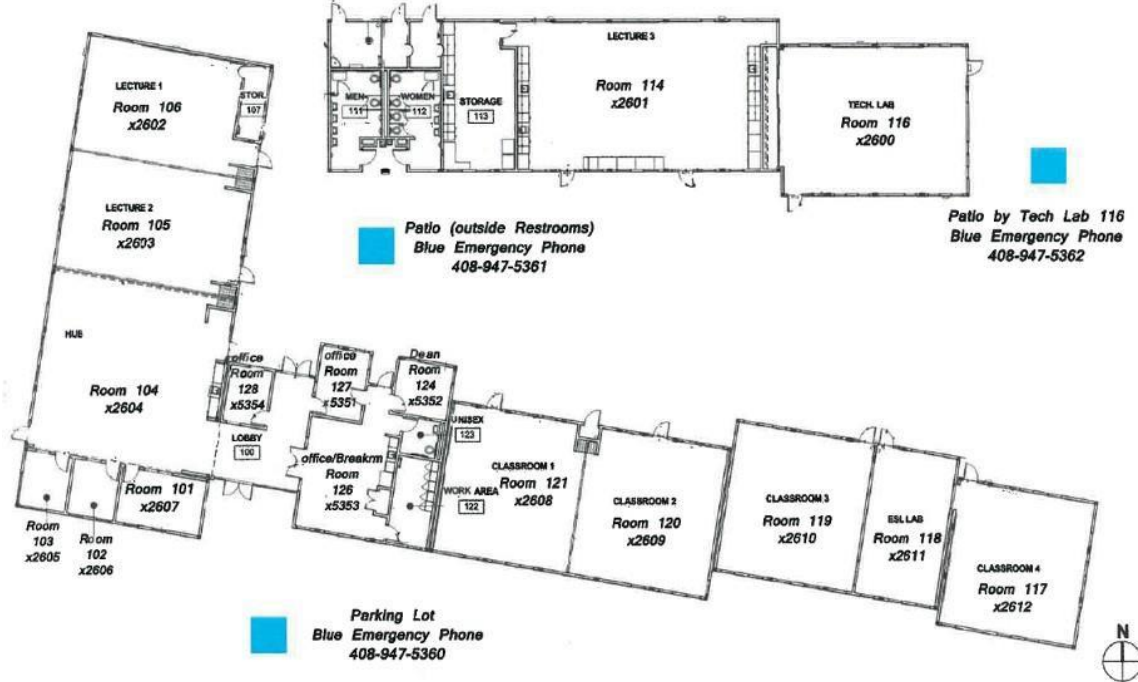 LECTURE 1
Room 106
x2602
STOR.
107
LECTURE 2
Room 105
x2603
HUB
Room 104
x2604
MEN
111
WOMEN
112
STORAGE
113
LECTURE 3
Room 114
x2601
TECH. LAB
Room 116
x2600
Patio (outside Restrooms)
Blue Emergency Phone
408-947-5361
Patio by Tech Lab 116
Blue Emergency Phone
408-947-5362
office
Room
128
x5354
office
Room
127
x5351
Dean
Room
124
x5352
LOBBY
100
office/Breakrm
Room
126
x5353
UNISEX
123
WORK AREA
122
Room 101
x2607
Room
102
x2606
Room
103
x2605
CLASSROOM 1
Room 121
x2608
CLASSROOM 2
Room 120
x2609
CLASSROOM 3
Room 119
x2610
ESL LAB
Room 118
x2611
CLASSROOM 4
Room 117
x2612
Parking Lot
Blue Emergency Phone
408-947-5360
N